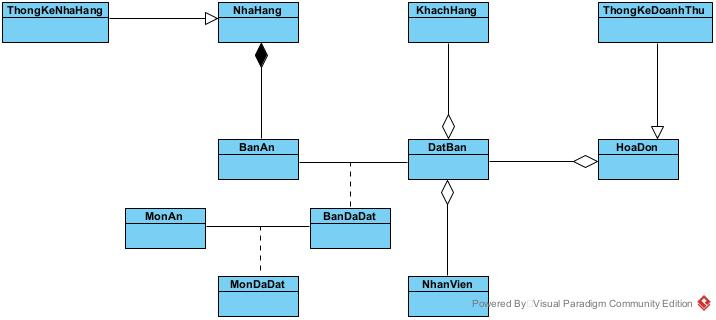 ThongKeNhaHang
NhaHang
KhachHang
ThongKeDoanhThu
BanAn
DatBan
HoaDon
MonAn
BanDaDat
MonDaDat
NhanVien
Powered By Visual Paradigm Community Edition